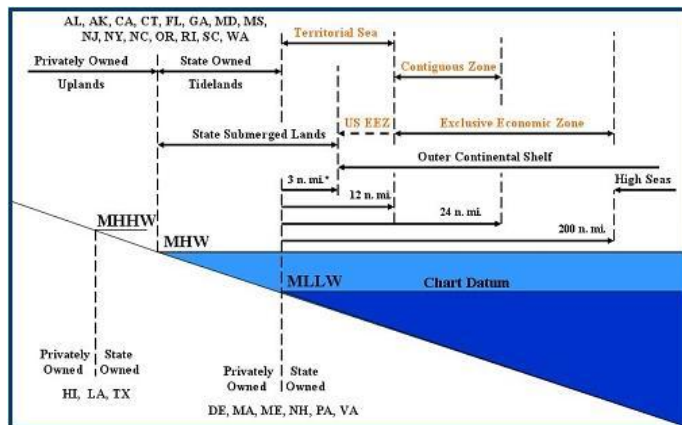 AL, AK, CA, CT, FL, GA, MD, MS,
NJ, NY, NC, OR, RI, SC, WA
Territorial Sea
Privately Owned
State Owned
Contiguous Zone
Uplands
Tidelands
US EEZ
Exclusive Economic Zone
State Submerged Lands
Outer Continental Shelf
3 n. mi.*
High Seas
12 n. mi.
24 n. mi.
200 n. mi.
MHHW
MHW
MLLW
Chart Datum
Privately
Owned
State
Owned
HI, LA, TX
Privately
Owned
State
Owned
DE, MA, ME, NH, PA, VA